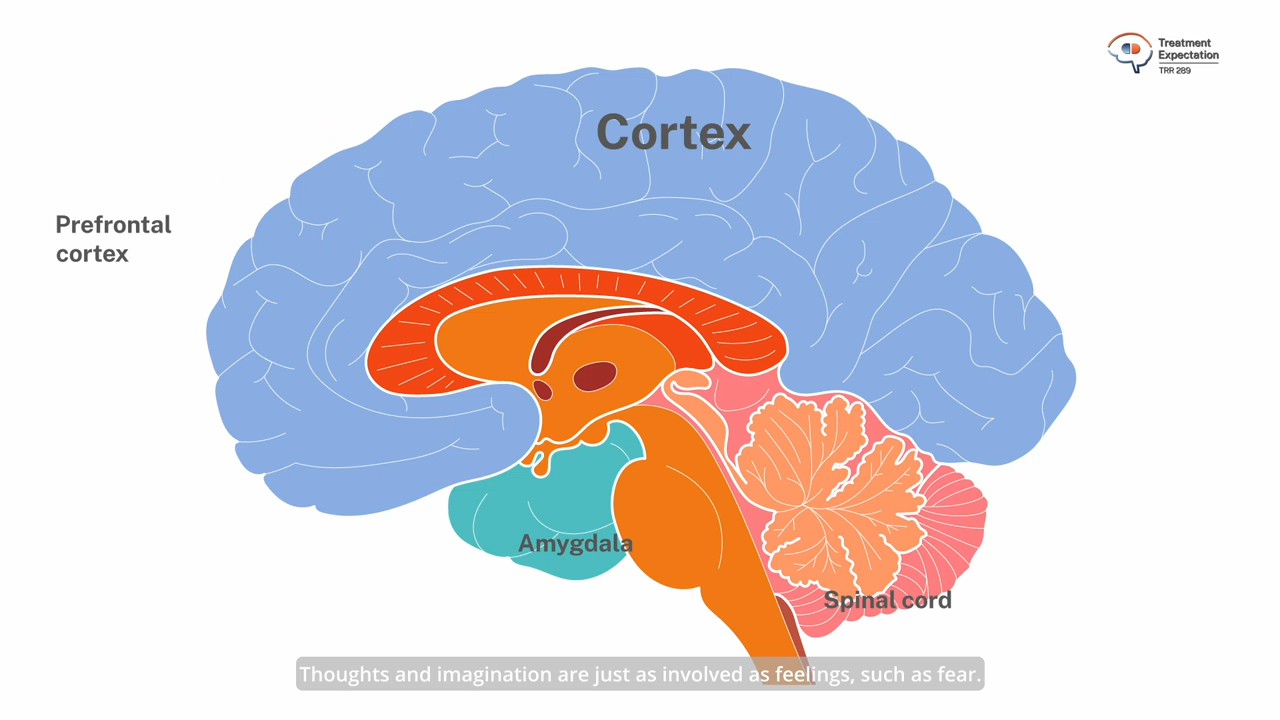 Treatment
Expectation
TRR 289
Cortex
Prefrontal
cortex
Amygdala
Spinal cord
Thoughts and imagination are just as involved as feelings, such as fear.